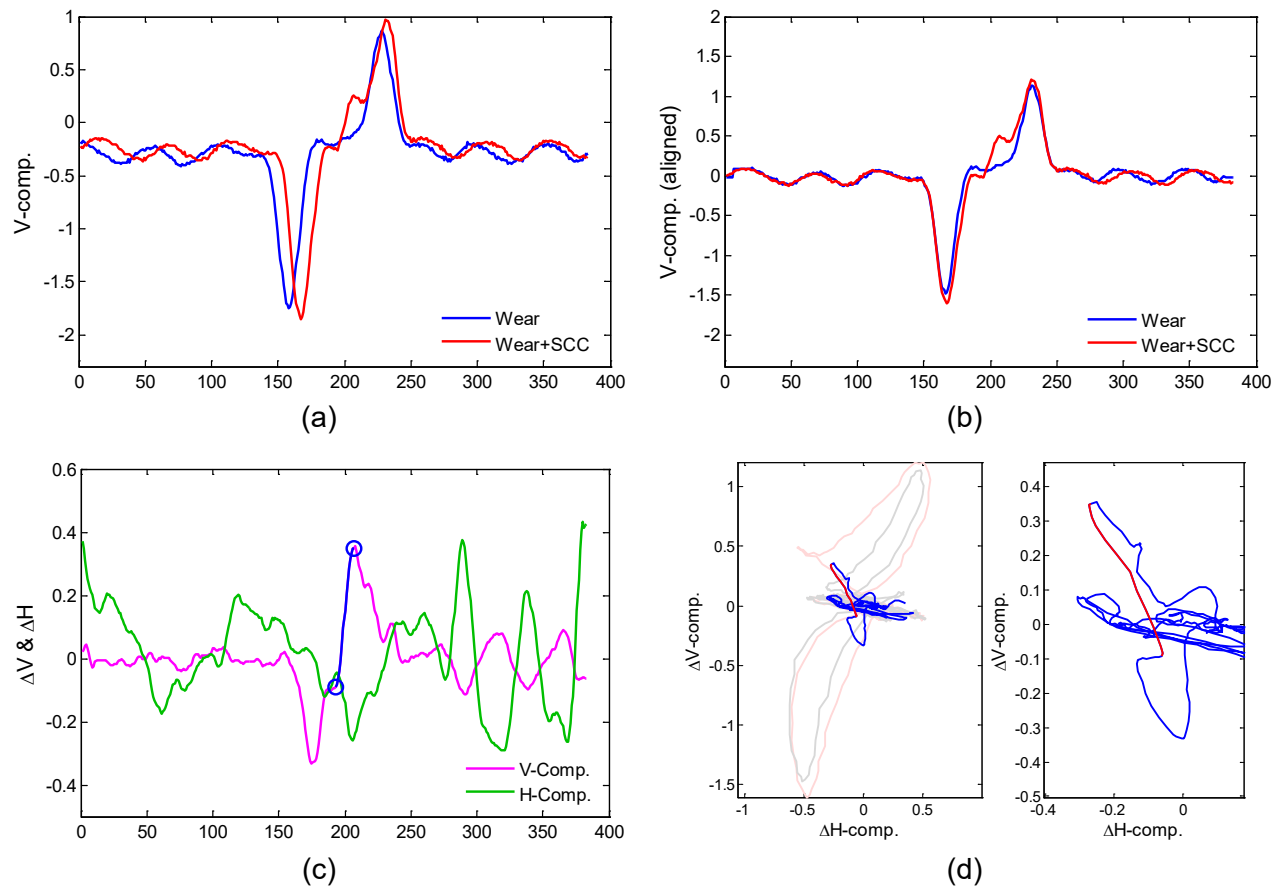 V-comp.
1
0.5
0
-0.5
-1
-1.5
-2
0 50 100 150 200 250 300 350 400
Wear
Wear+SCC
(a)
V-comp. (aligned)
2
1.5
1
0.5
0
-0.5
-1
-1.5
-2
0 50 100 150 200 250 300 350 400
Wear
Wear+SCC
(b)
ΔV & ΔH
0.6
0.4
0.2
0
-0.2
-0.4
0 50 100 150 200 250 300 350 400
V-Comp.
H-Comp.
(c)
ΔV-comp.
1
0.5
0
-0.5
-1
-1.5
-1 -0.5 0 0.5
ΔH-comp.
ΔV-comp.
0.4
0.3
0.2
0.1
0
-0.1
-0.2
-0.3
-0.4
-0.5
-0.4 -0.2 0
ΔH-comp.
(d)